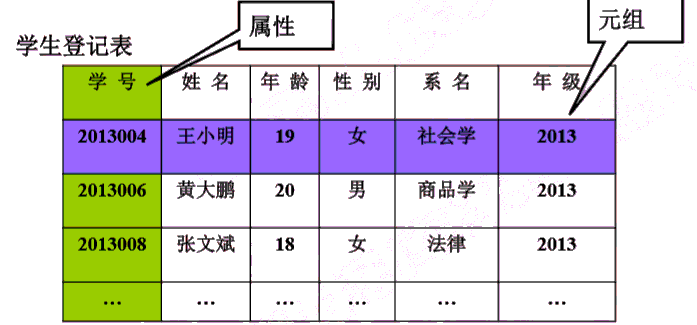 属性
元组
学生登记表
学 号 姓 名 年 龄 性 别 系 名 年 级
2013004 王小明 19 女 社会学 2013
2013006 黄大鹏 20 男 商品学 2013
2013008 张文斌 18 女 法律 2013
… … … … … …